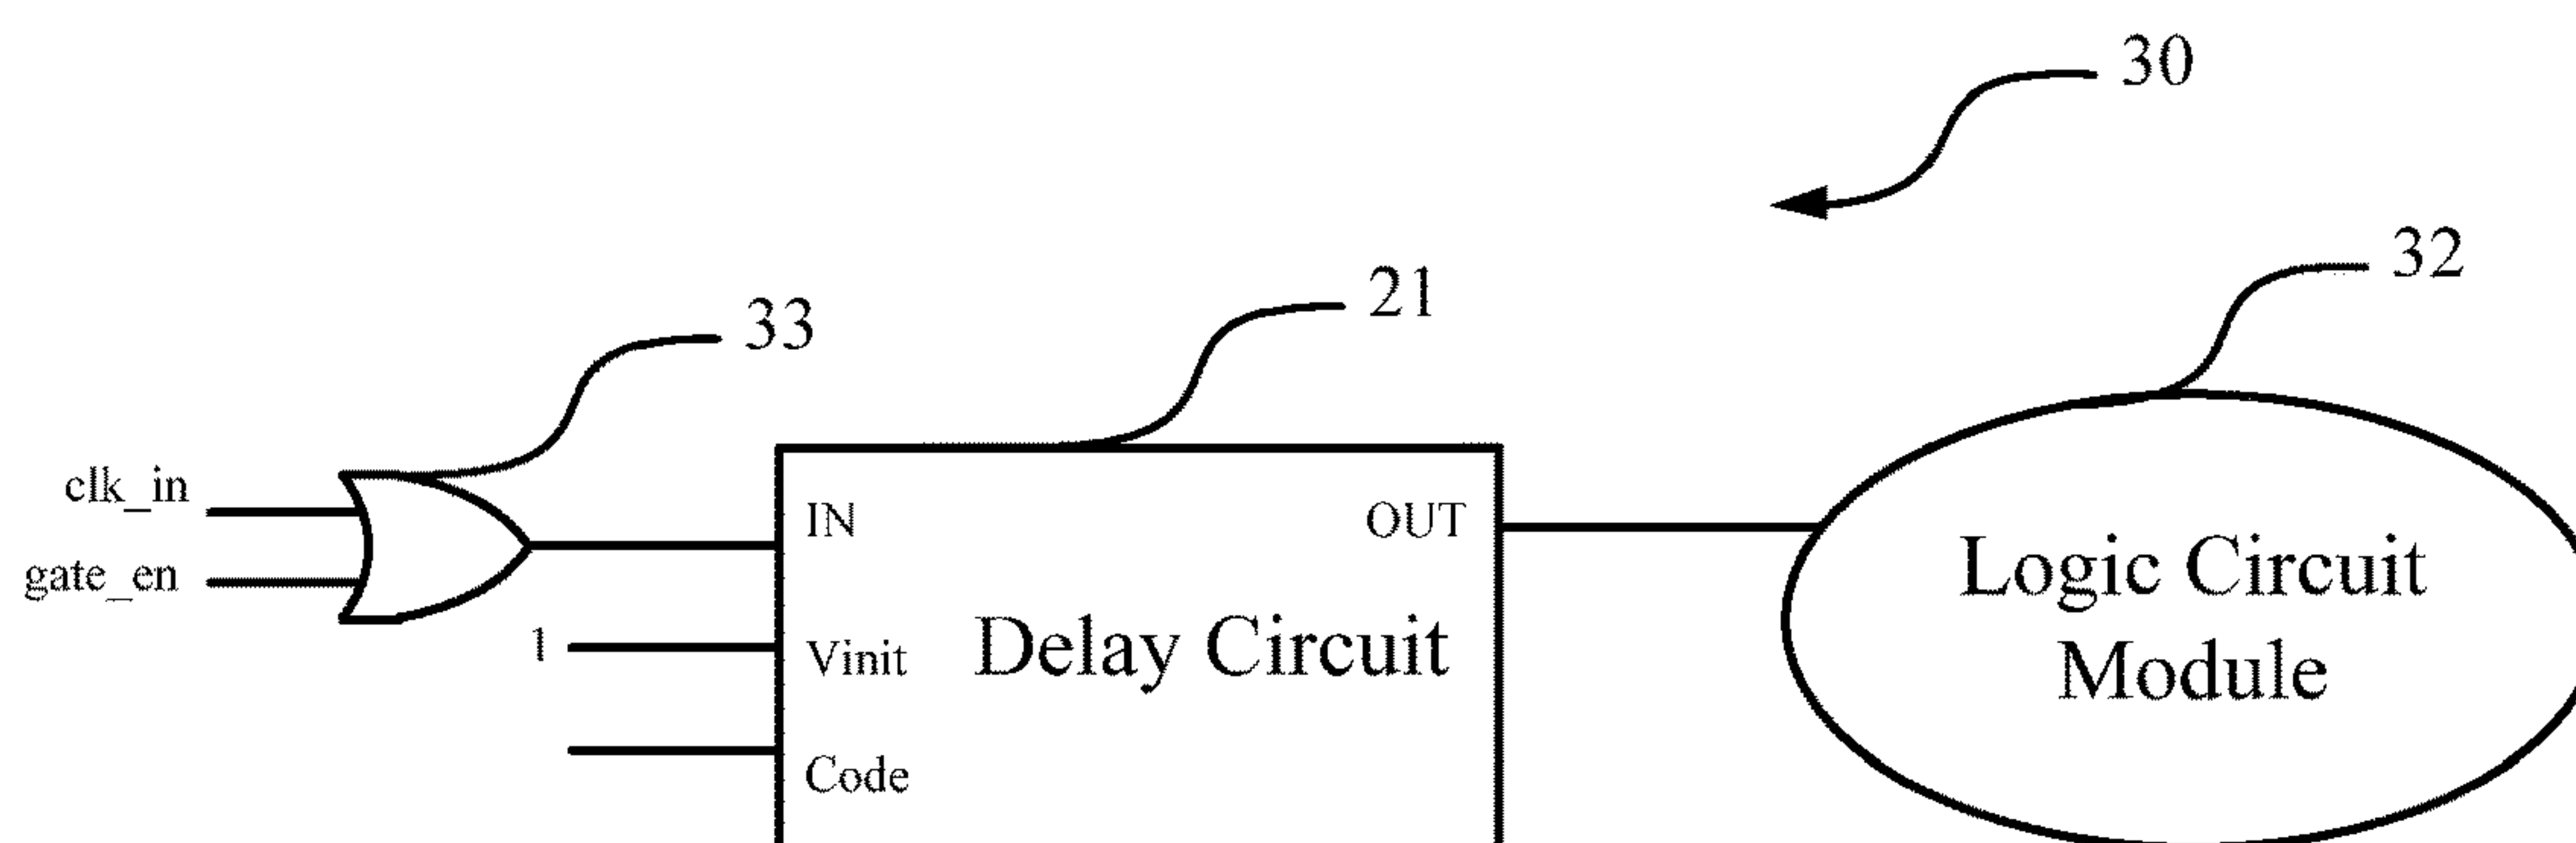 30
32
21
33
clk_in
gate_en
IN
OUT
1
Vinit
Delay Circuit
Code
Logic Circuit
Module